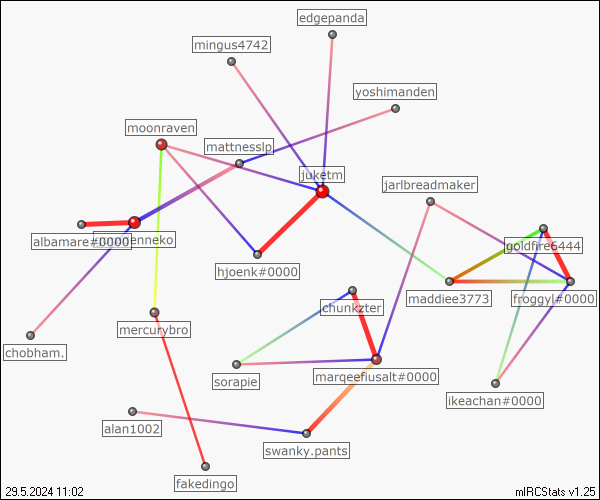 edgepanda
mingus4742
yoshimanden
moonraven
mattnesslp
juketm
jarlbreadmaker
goldfire6444
albamare#0000
enneko
hjoenk#0000
maddiee3773
froggyl#0000
chunkzter
mercurybro
chobham.
sorapie
marqeefiusalt#0000
ikeachan#0000
alan1002
swanky.pants
fakedingo
29.5.2024 11:02
mIRCStats v1.25